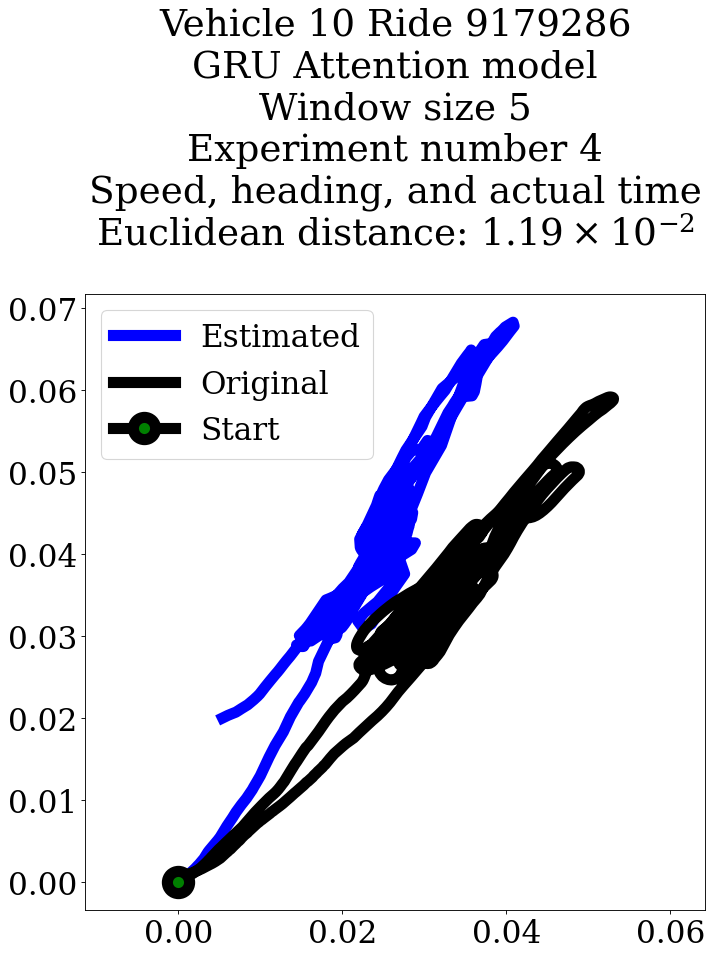 Vehicle 10 Ride 9179286
GRU Attention model
Window size 5
Experiment number 4
Speed, heading, and actual time
Euclidean distance: 1.19 × 10⁻²
0.07
Estimated
0.06
Original
Start
0.05
0.04
0.03
0.02
0.01
0.00
0.00 0.02 0.04 0.06